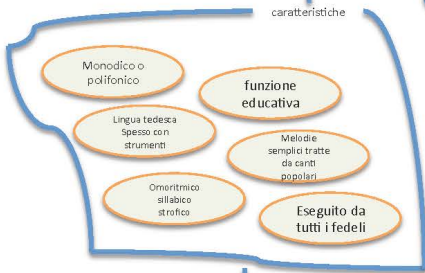 caratteristiche
Monodico o
polifonico
funzione
educativa
Lingua tedesca
Spesso con
strumenti
Melodie
semplici tratte
da canti
popolari
Omoritmico
sillabico
strofico
Eseguito da
tutti i fedeli